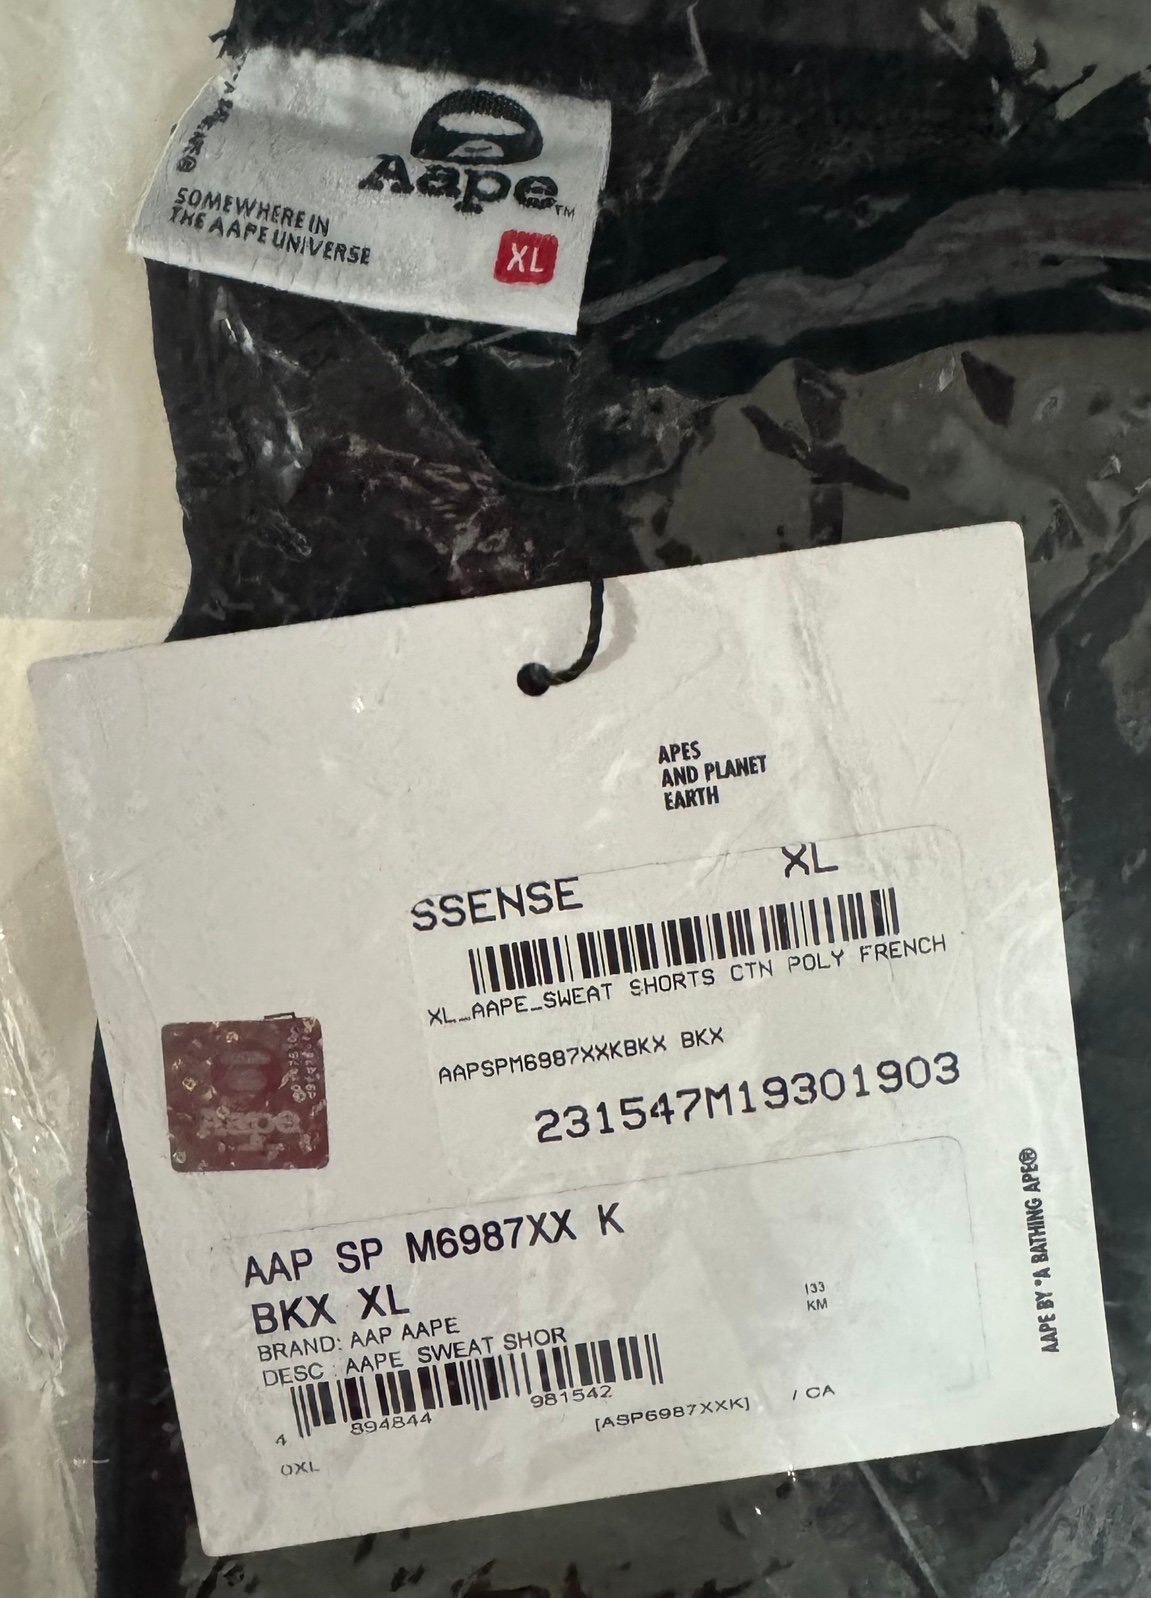 Aape™
SOMEWHERE IN
THE AAPE UNIVERSE
XL
APES
AND PLANET
EARTH
SSENSE XL
XL_AAPE_SWEAT SHORTS CTN POLY FRENCH
AAPSPM6987XXKBKX BKX
231547M19301903
Aape
AAP SP M6987XX K
BKX XL
BRAND: AAP AAPE
DESC : AAPE SWEAT SHOR
133
KM
4 894844 981542
[ASP6987XXK] / CA
0XL
AAPE BY *A BATHING APE®